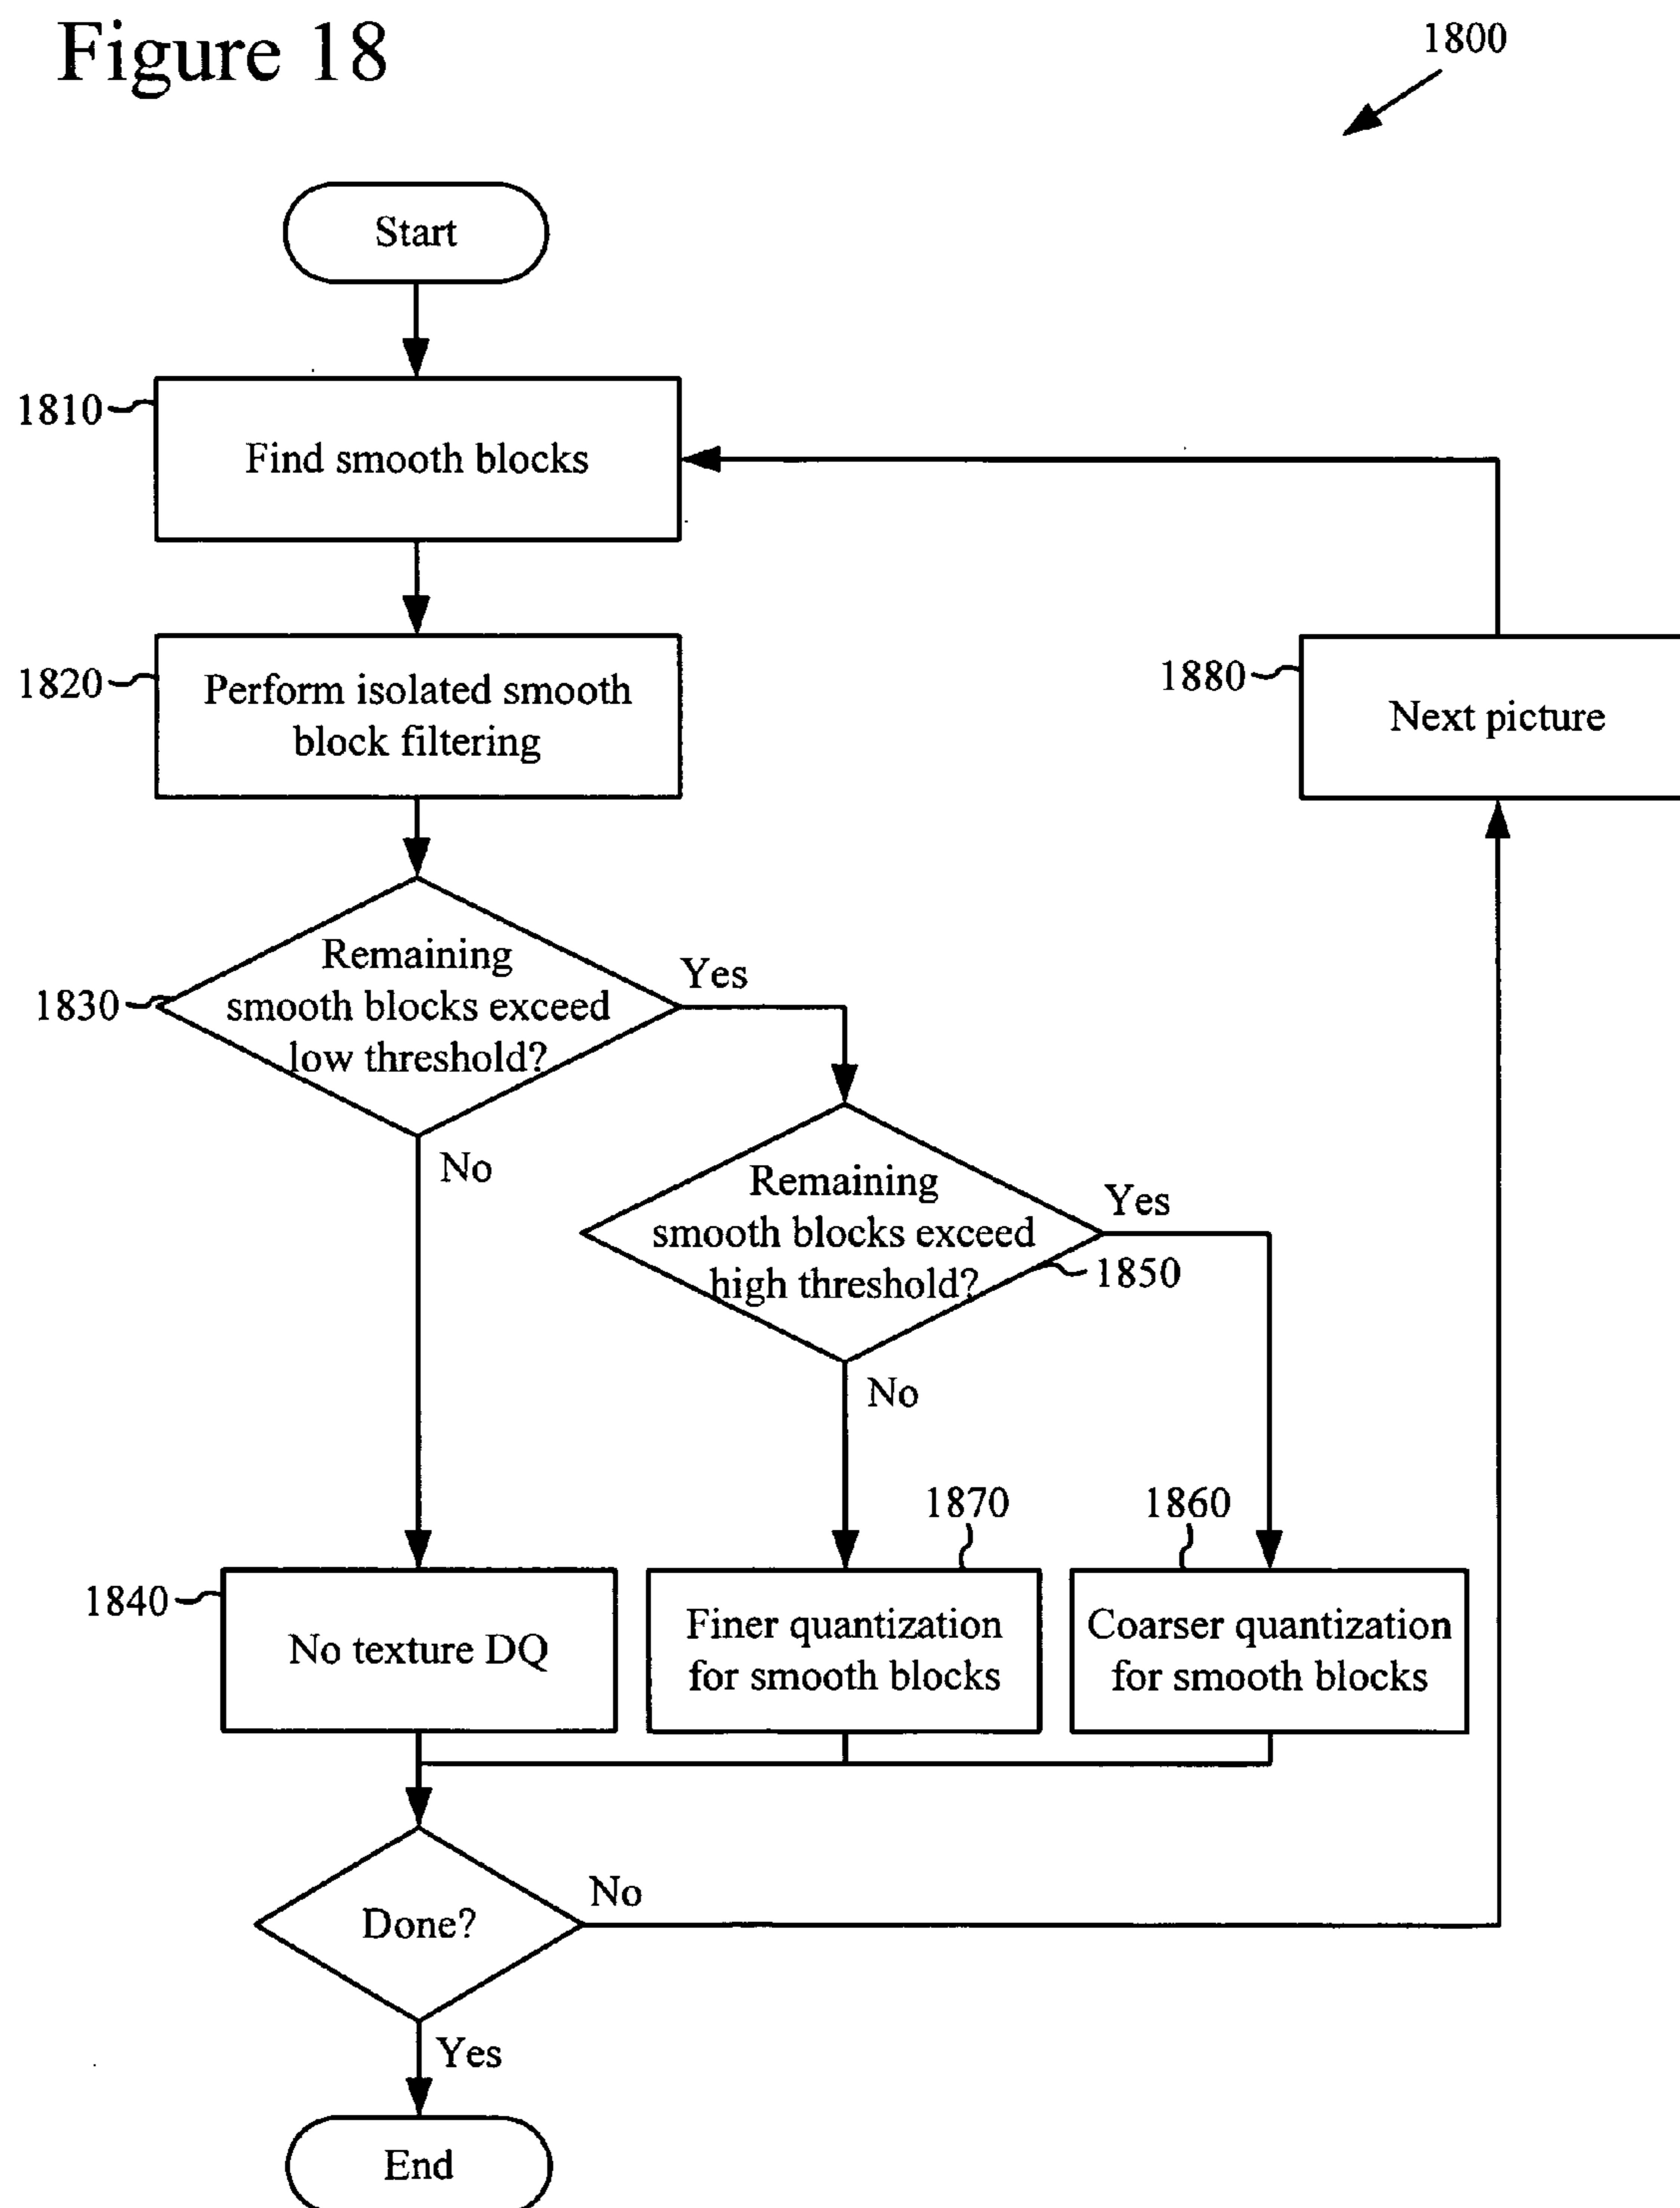 Figure 18
1800
Start
1810
Find smooth blocks
1820
Perform isolated smooth
block filtering
1880
Next picture
Remaining
smooth blocks exceed
low threshold?
1830
Yes
No
Remaining
smooth blocks exceed
high threshold?
Yes
1850
No
1870
1860
1840
No texture DQ
Finer quantization
for smooth blocks
Coarser quantization
for smooth blocks
Done?
No
Yes
End